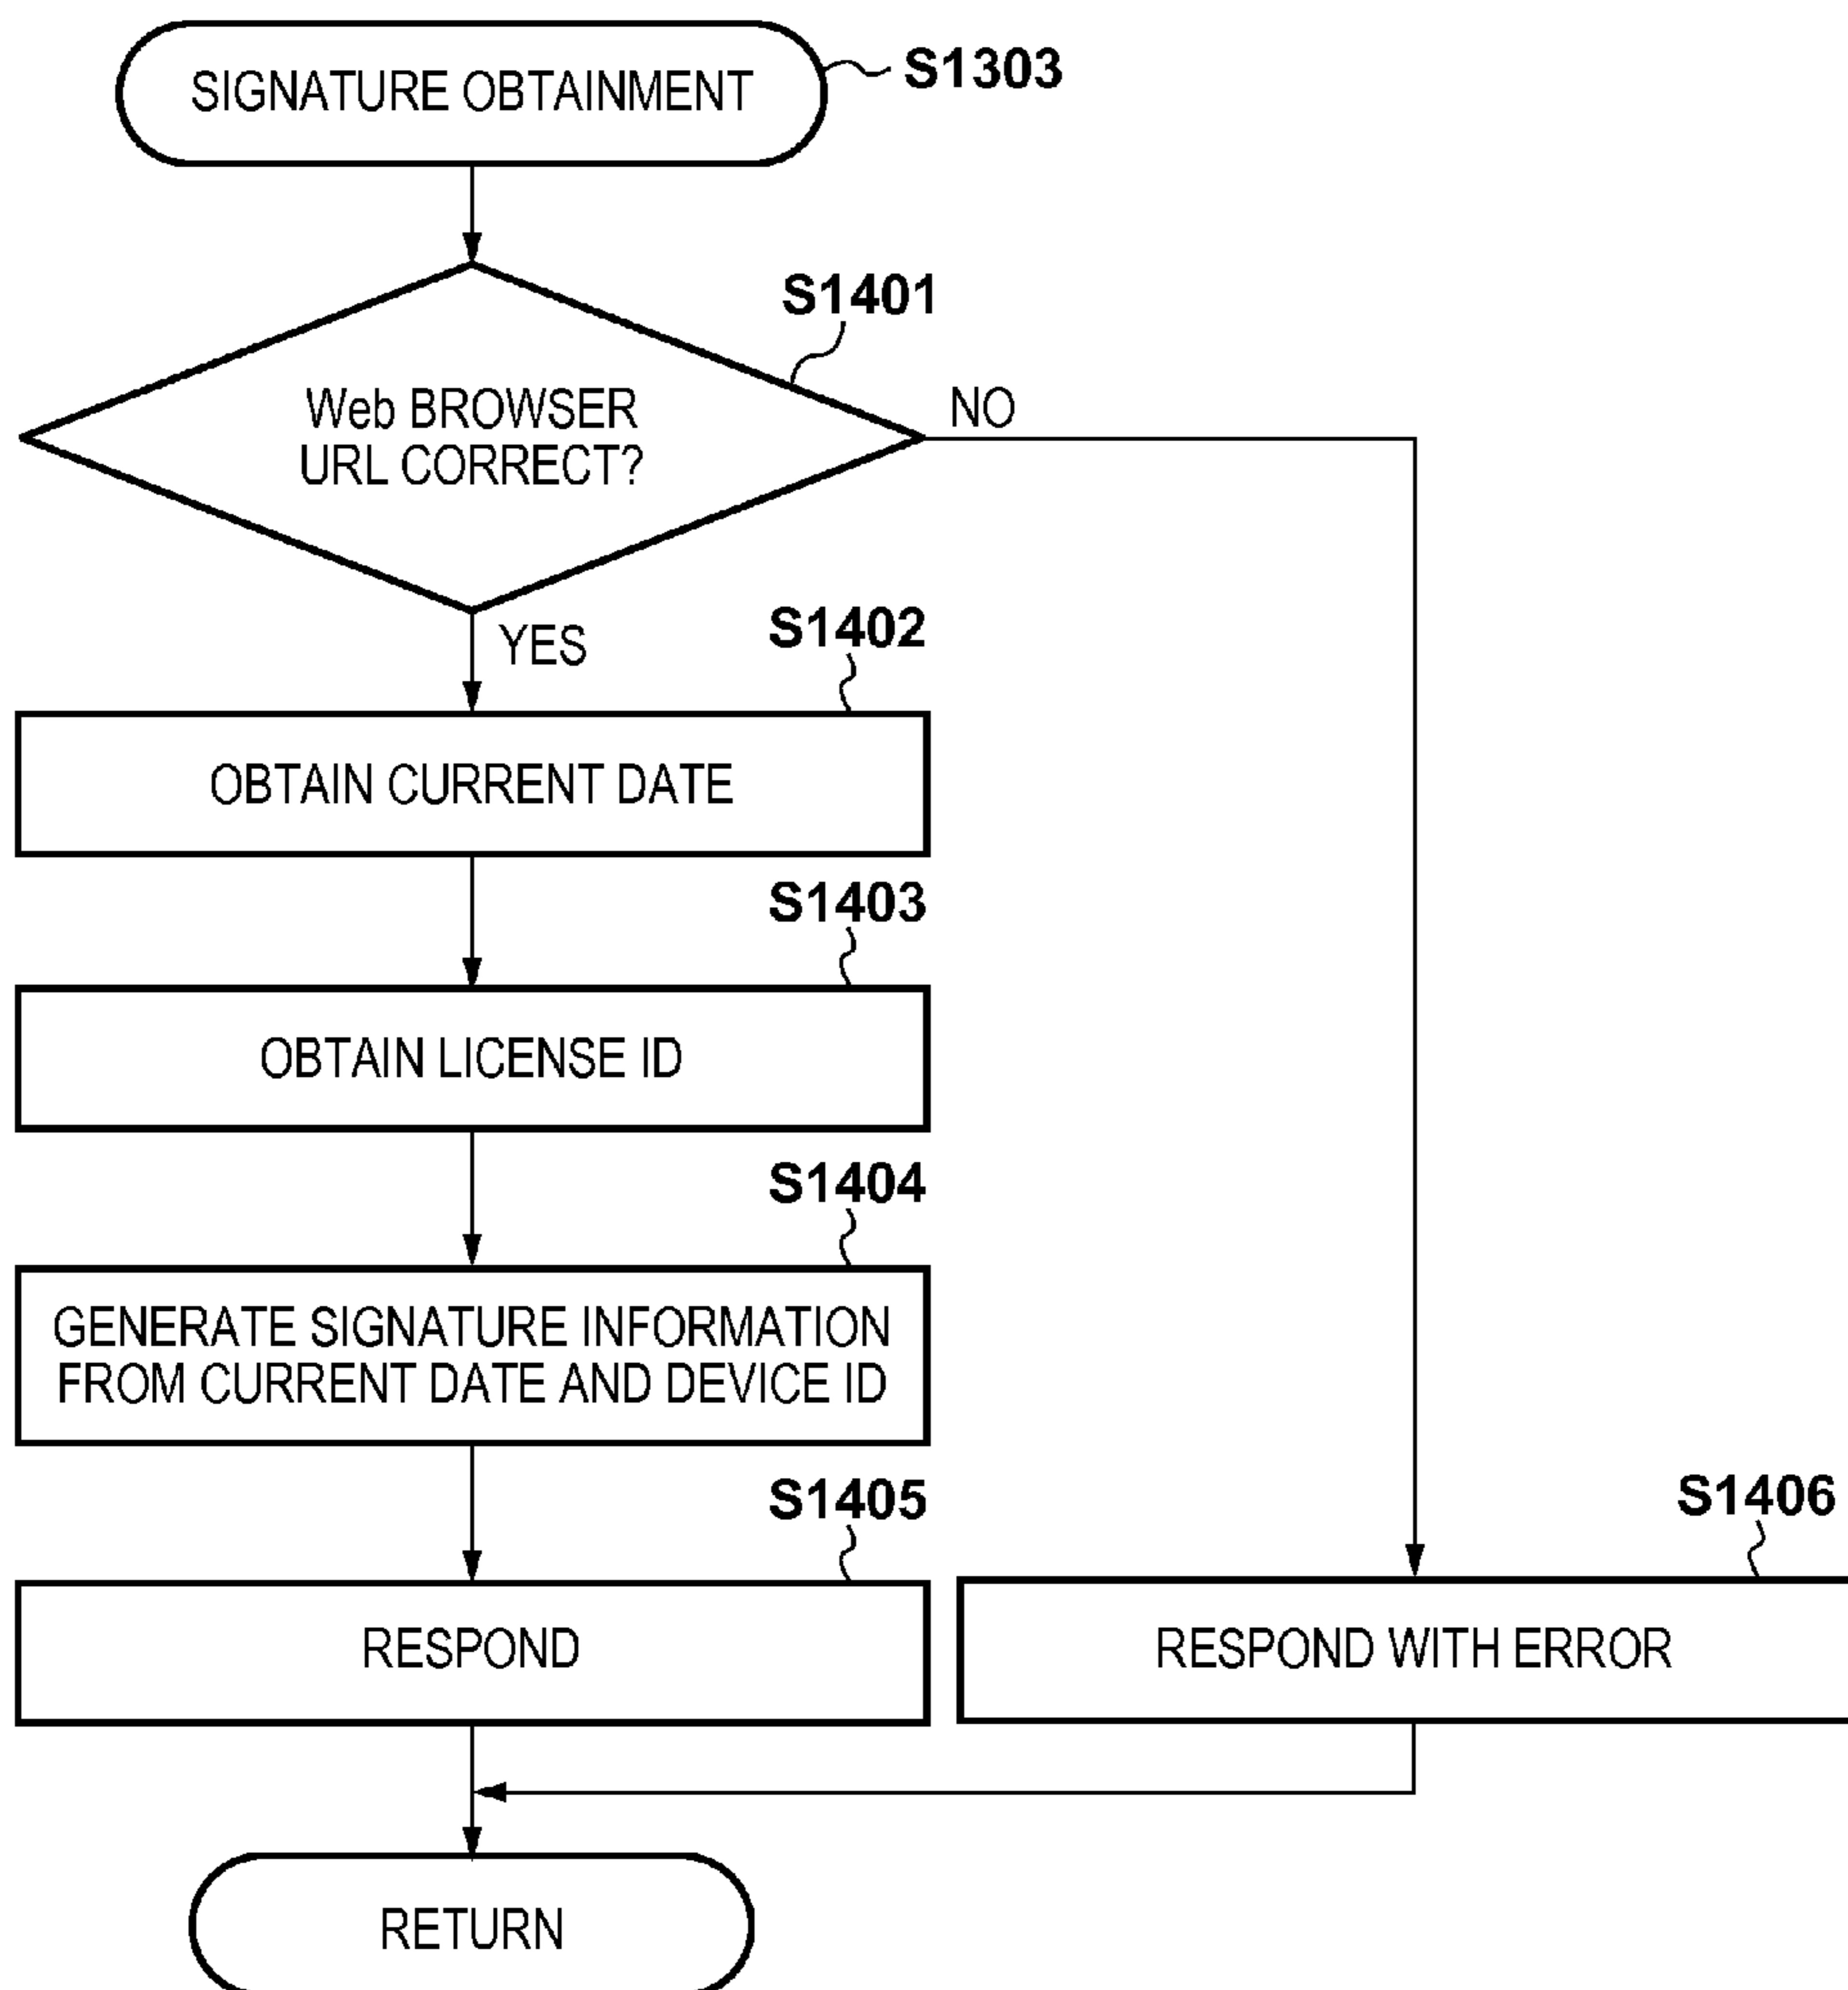 SIGNATURE OBTAINMENT
S1303
S1401
Web BROWSER
URL CORRECT?
NO
YES
S1402
OBTAIN CURRENT DATE
S1403
OBTAIN LICENSE ID
S1404
GENERATE SIGNATURE INFORMATION
FROM CURRENT DATE AND DEVICE ID
S1405
RESPOND
S1406
RESPOND WITH ERROR
RETURN